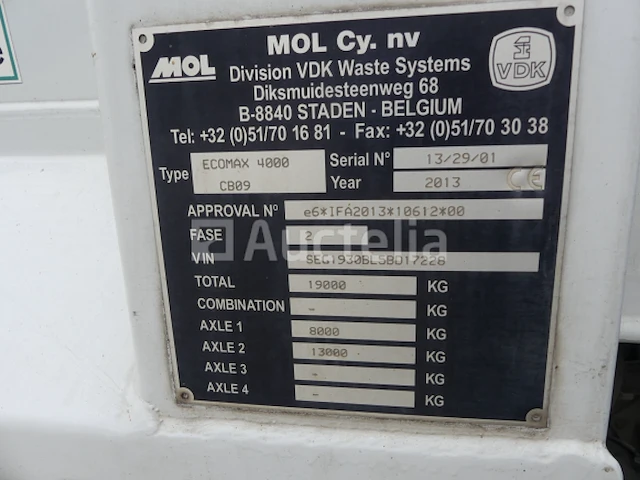 MOL
MOL Cy. nv
Division VDK Waste Systems
Diksmuidesteenweg 68
B-8840 STADEN - BELGIUM
VDK
Tel: +32 (0)51/70 16 81 - Fax: +32 (0)51/70 30 38
Type ECOMAX 4000 Serial N° 13/29/01
CB09 Year 2013 CE
APPROVAL N° e6*IFA2013*10612*00
FASE 2
Auctelia
VIN
TOTAL 19000 KG
COMBINATION - KG
AXLE 1 8000 KG
AXLE 2 13000 KG
AXLE 3 - KG
AXLE 4 - KG